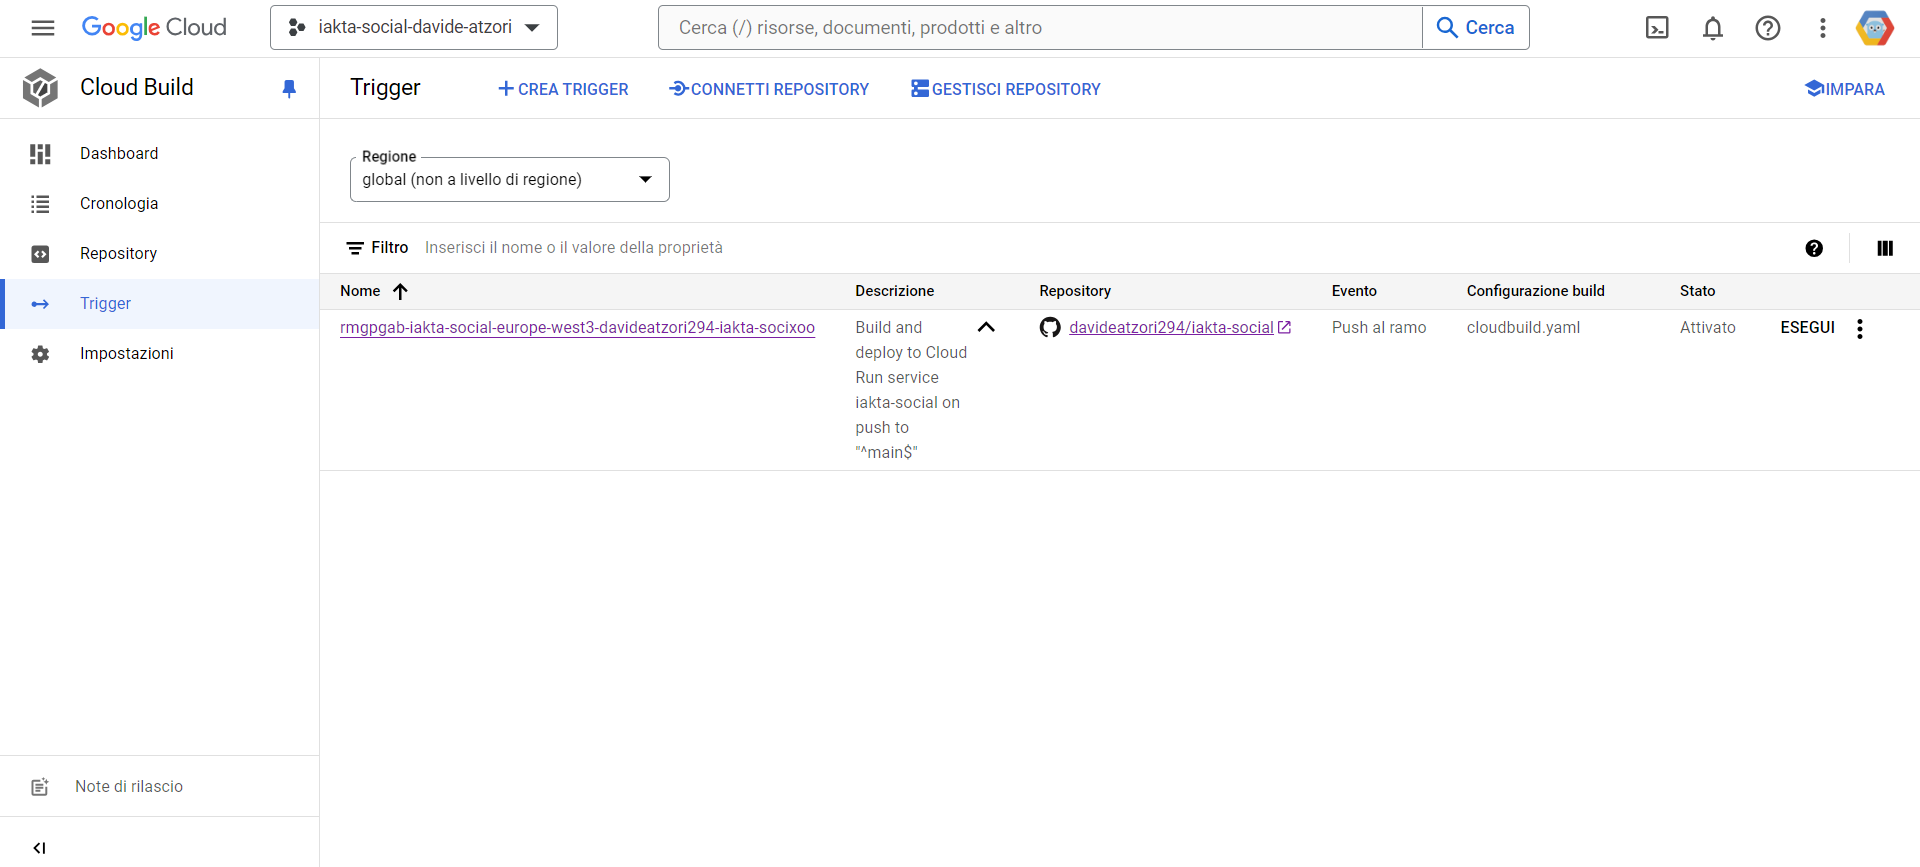 Google Cloud
iakta-social-davide-atzori
Cerca (/) risorse, documenti, prodotti e altro
Cerca
Cloud Build
Trigger
CREA TRIGGER
CONNETTI REPOSITORY
GESTISCI REPOSITORY
IMPARA
Dashboard
Cronologia
Repository
Trigger
Impostazioni
Note di rilascio
Regione
global (non a livello di regione)
Filtro
Inserisci il nome o il valore della proprietà
Nome
Descrizione
Repository
Evento
Configurazione build
Stato
rmgpgab-iakta-social-europe-west3-davideatzori294-iakta-socixoo
Build and
deploy to Cloud
Run service
iakta-social on
push to
"^main$"
davideatzori294/iakta-social
Push al ramo
cloudbuild.yaml
Attivato
ESEGUI